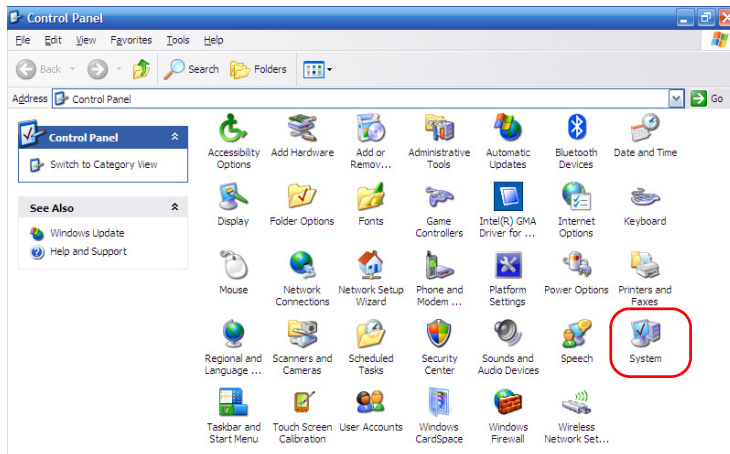 Control Panel
File Edit View Favorites Tools Help
Back Search Folders
Address Control Panel Go
Control Panel
Switch to Category View
See Also
Windows Update
Help and Support
Accessibility Options
Add Hardware
Add or Remov...
Administrative Tools
Automatic Updates
Bluetooth Devices
Date and Time
Display
Folder Options
Fonts
Game Controllers
Intel(R) GMA Driver for ...
Internet Options
Keyboard
Mouse
Network Connections
Network Setup Wizard
Phone and Modem ...
Platform Settings
Power Options
Printers and Faxes
Regional and Language ...
Scanners and Cameras
Scheduled Tasks
Security Center
Sounds and Audio Devices
Speech
System
Taskbar and Start Menu
Touch Screen Calibration
User Accounts
Windows CardSpace
Windows Firewall
Wireless Network Set...